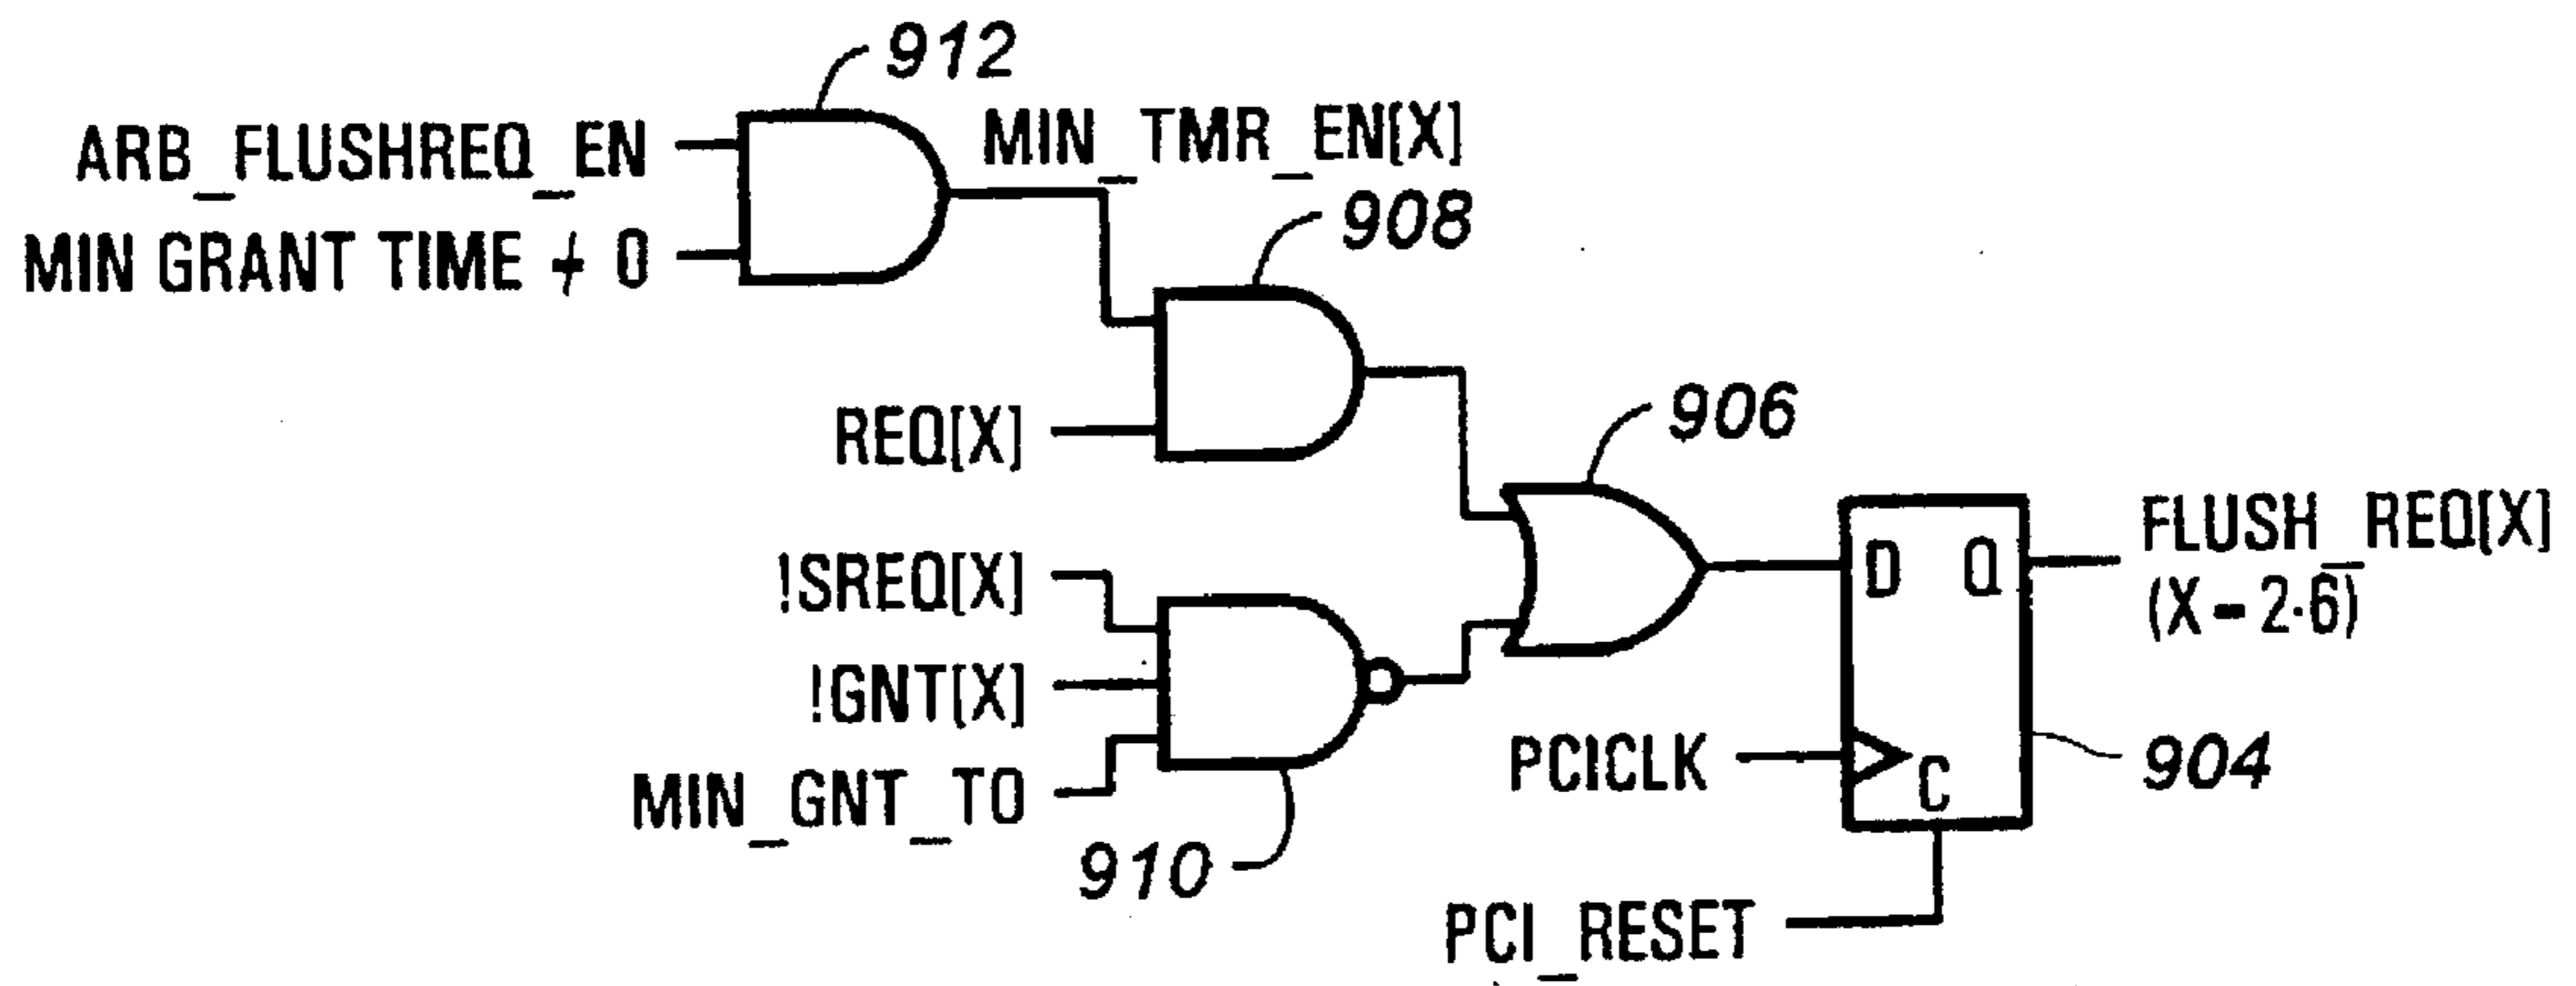 912
ARB_FLUSHREQ_EN
MIN_TMR_EN[X]
MIN GRANT TIME ≠ 0
908
REQ[X]
906
!SREQ[X]
FLUSH_REQ[X]
D Q
(X = 2-6)
!GNT[X]
PCICLK
904
C
MIN_GNT_TO
910
PCI_RESET